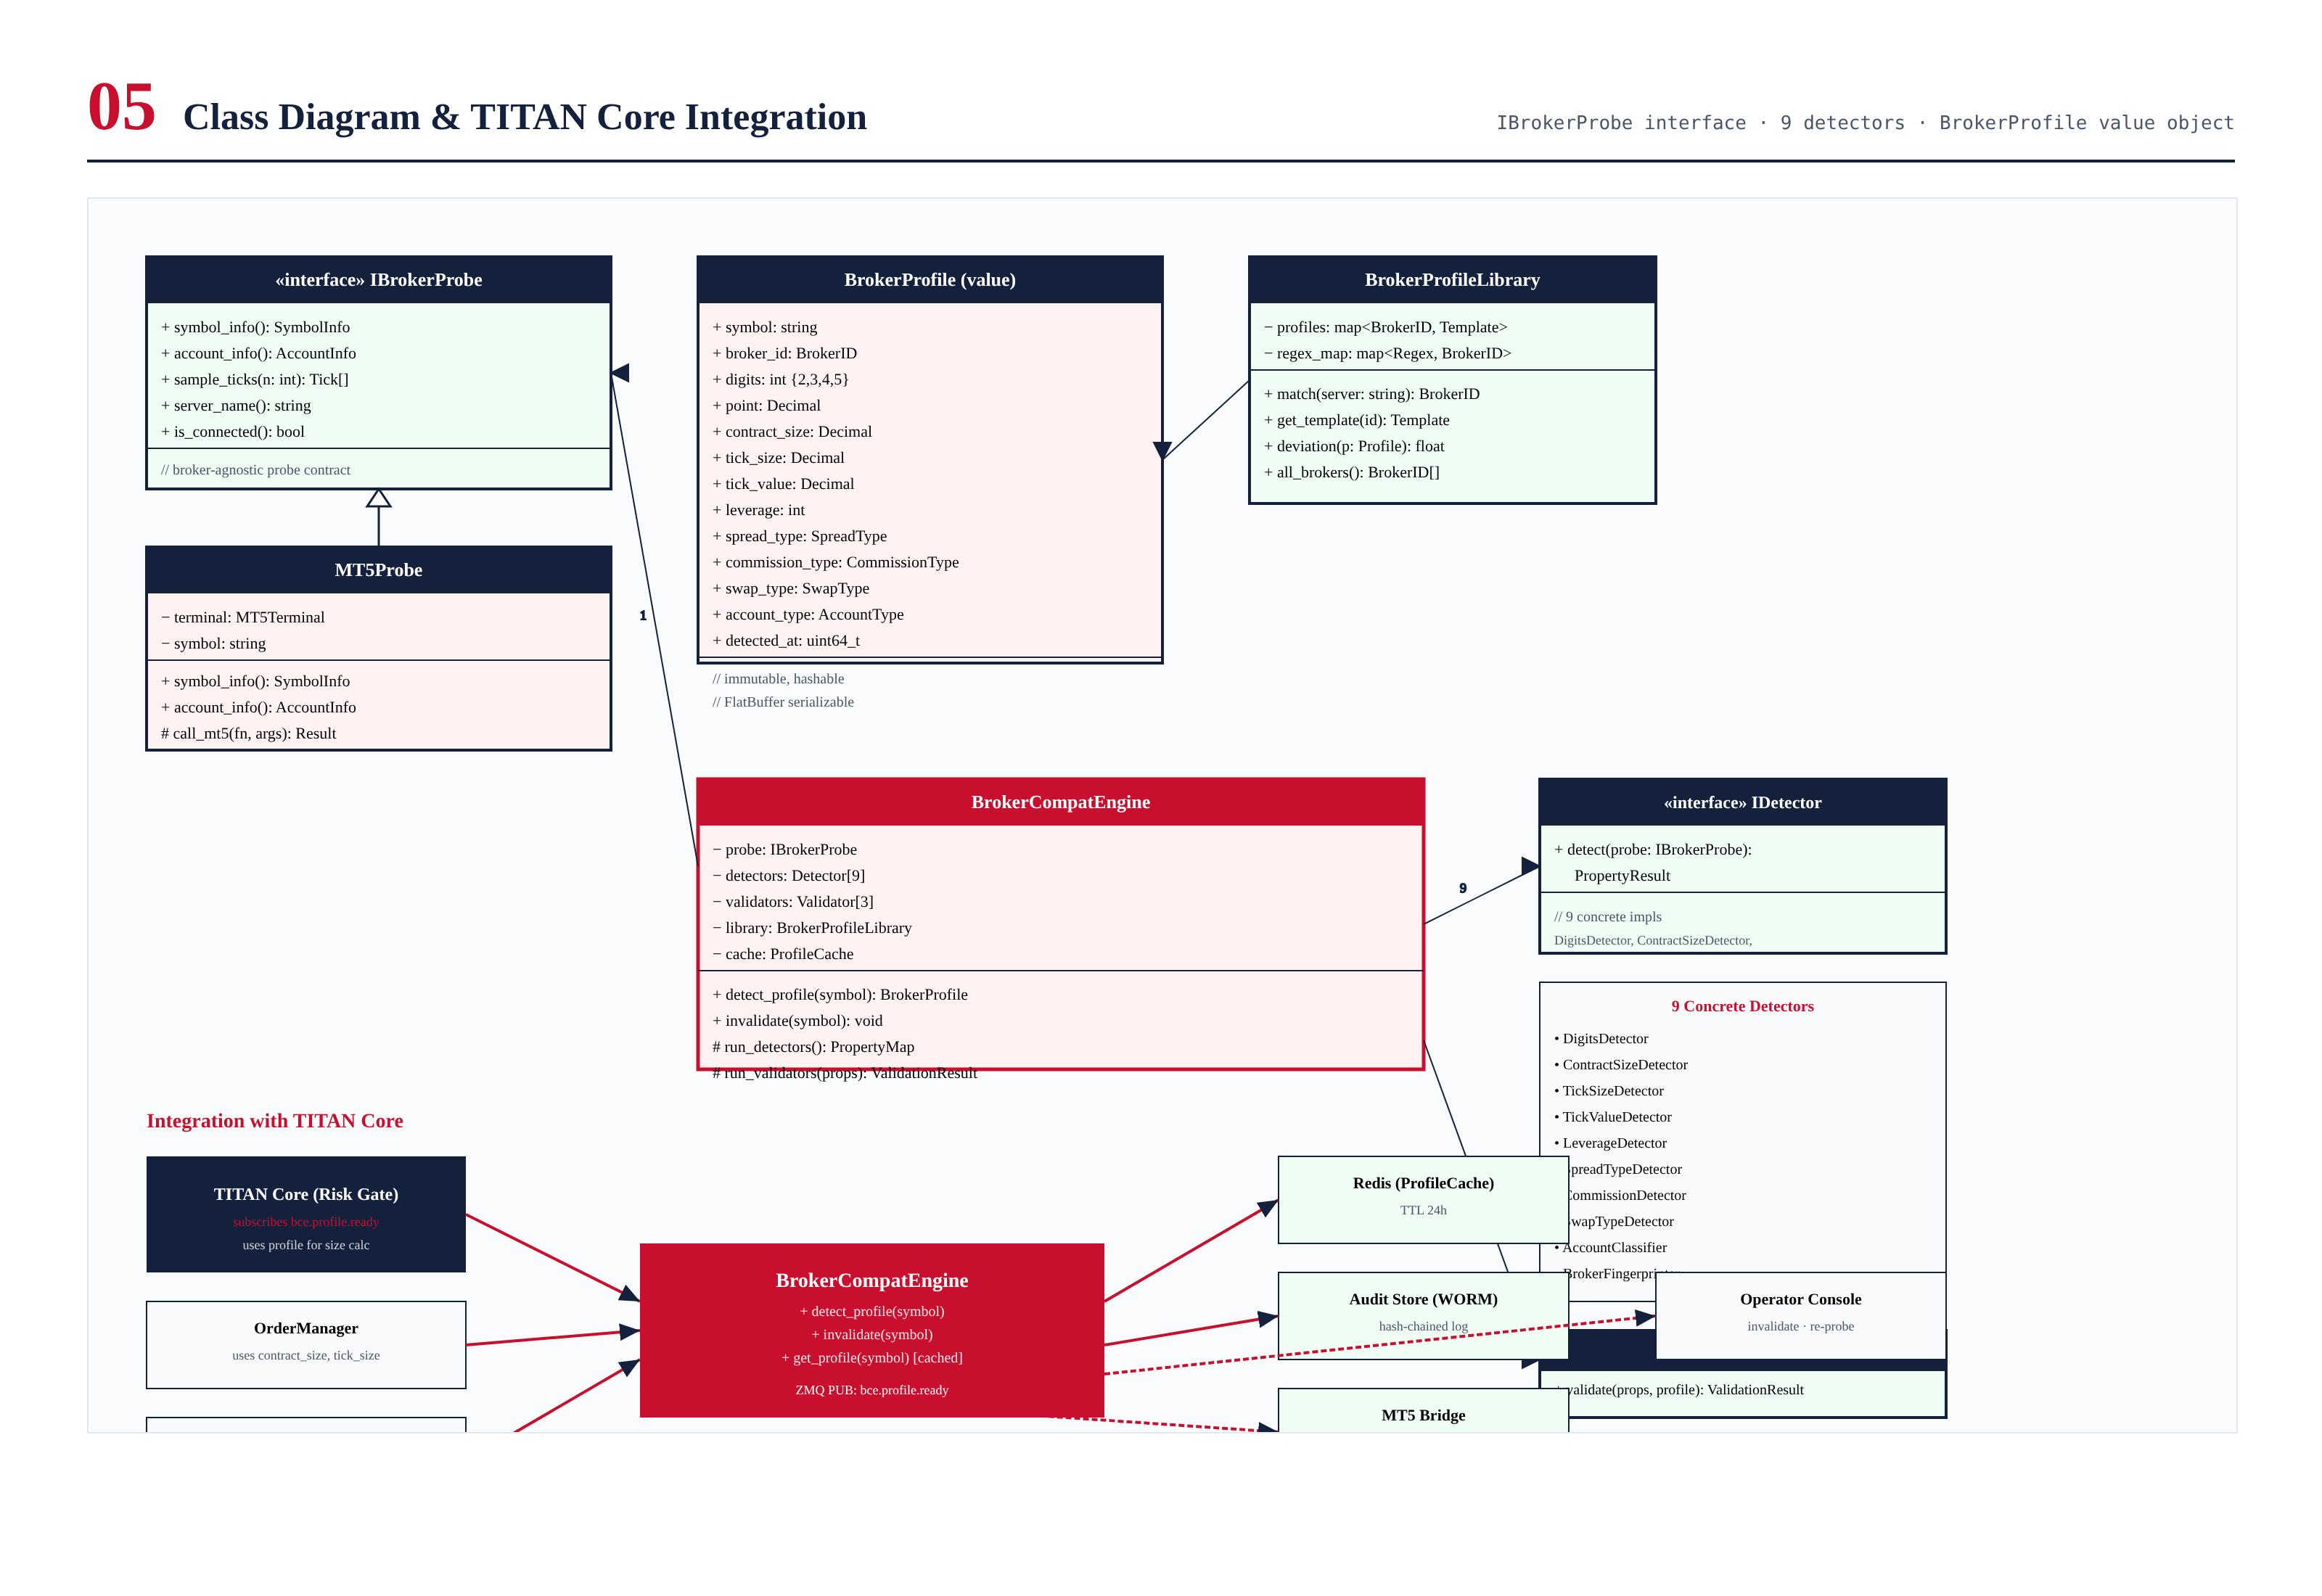 05 Class Diagram & TITAN Core Integration
IBrokerProbe interface · 9 detectors · BrokerProfile value object
«interface» IBrokerProbe
+ symbol_info(): SymbolInfo
+ account_info(): AccountInfo
+ sample_ticks(n: int): Tick[]
+ server_name(): string
+ is_connected(): bool
// broker-agnostic probe contract
MT5Probe
− terminal: MT5Terminal
− symbol: string
+ symbol_info(): SymbolInfo
+ account_info(): AccountInfo
# call_mt5(fn, args): Result
1
BrokerProfile (value)
+ symbol: string
+ broker_id: BrokerID
+ digits: int {2,3,4,5}
+ point: Decimal
+ contract_size: Decimal
+ tick_size: Decimal
+ tick_value: Decimal
+ leverage: int
+ spread_type: SpreadType
+ commission_type: CommissionType
+ swap_type: SwapType
+ account_type: AccountType
+ detected_at: uint64_t
// immutable, hashable
// FlatBuffer serializable
BrokerProfileLibrary
− profiles: map<BrokerID, Template>
− regex_map: map<Regex, BrokerID>
+ match(server: string): BrokerID
+ get_template(id): Template
+ deviation(p: Profile): float
+ all_brokers(): BrokerID[]
BrokerCompatEngine
− probe: IBrokerProbe
− detectors: Detector[9]
− validators: Validator[3]
− library: BrokerProfileLibrary
− cache: ProfileCache
+ detect_profile(symbol): BrokerProfile
+ invalidate(symbol): void
# run_detectors(): PropertyMap
# run_validators(props): ValidationResult
9
«interface» IDetector
+ detect(probe: IBrokerProbe):
PropertyResult
// 9 concrete impls
DigitsDetector, ContractSizeDetector,
9 Concrete Detectors
• DigitsDetector
• ContractSizeDetector
• TickSizeDetector
• TickValueDetector
• LeverageDetector
SpreadTypeDetector
CommissionDetector
SwapTypeDetector
• AccountClassifier
validate(props, profile): ValidationResult
Integration with TITAN Core
TITAN Core (Risk Gate)
subscribes bce.profile.ready
uses profile for size calc
OrderManager
uses contract_size, tick_size
BrokerCompatEngine
+ detect_profile(symbol)
+ invalidate(symbol)
+ get_profile(symbol) [cached]
ZMQ PUB: bce.profile.ready
Redis (ProfileCache)
TTL 24h
Audit Store (WORM)
hash-chained log
MT5 Bridge
Operator Console
invalidate · re-probe